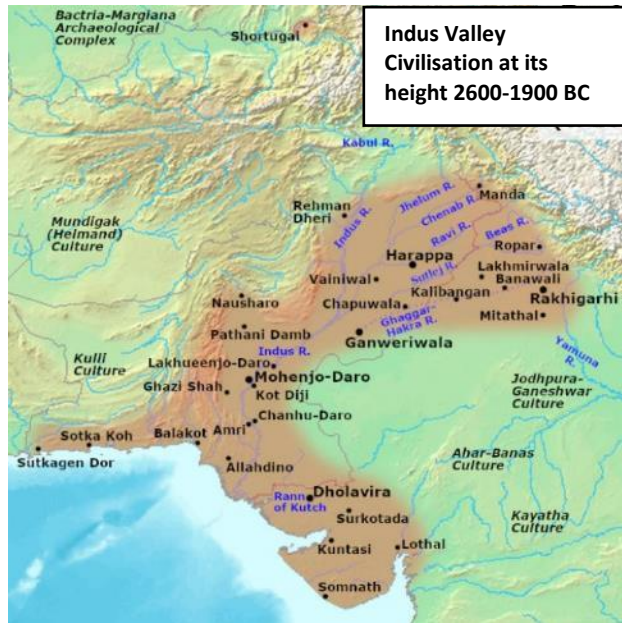 Bactria-Margiana
Archaeological
Complex
Shortugai
Indus Valley
Civilisation at its
height 2600-1900 BC
Kabul R.
Rehman
Dheri
Indus R.
Jhelum R.
Manda
Chenab R.
Ravi R.
Beas R.
Ropar
Mundigak
(Helmand)
Culture
Harappa
Sutlej R.
Lakhmirwala
Banawali
Vainiwal
Kalibangan
Rakhigarhi
Nausharo
Chapuwala
Mitathal
Ghaggar-
Hakra R.
Pathani Damb
Ganweriwala
Indus R.
Yamuna
R.
Kulli
Culture
Lakhueenjo-Daro
Mohenjo-Daro
Ghazi Shah
Kot Diji
Jodhpura-
Ganeshwar
Culture
Chanhu-Daro
Amri
Sotka Koh
Balakot
Sutkagen Dor
Allahdino
Ahar-Banas
Culture
Rann
of Kutch
Dholavira
Surkotada
Kayatha
Culture
Kuntasi
Lothal
Somnath